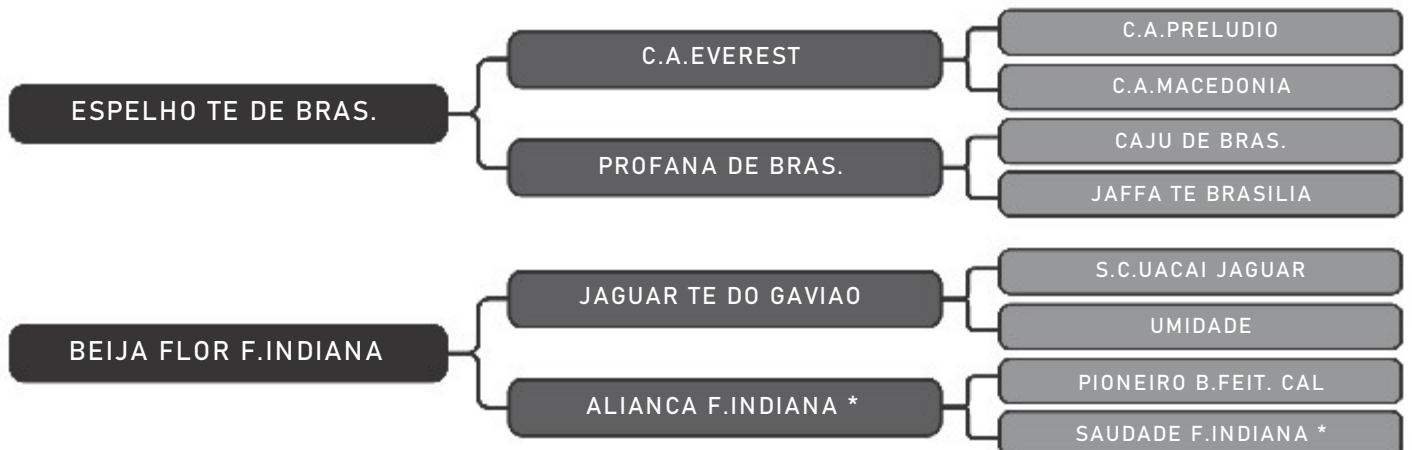 C.A.PRELUDIO
C.A.EVEREST
C.A.MACEDONIA
ESPELHO TE DE BRAS.
CAJU DE BRAS.
PROFANA DE BRAS.
JAFFA TE BRASILIA
S.C.UACAI JAGUAR
JAGUAR TE DO GAVIAO
UMIDADE
BEIJA FLOR F.INDIANA
PIONEIRO B.FEIT. CAL
ALIANCA F.INDIANA *
SAUDADE F.INDIANA *